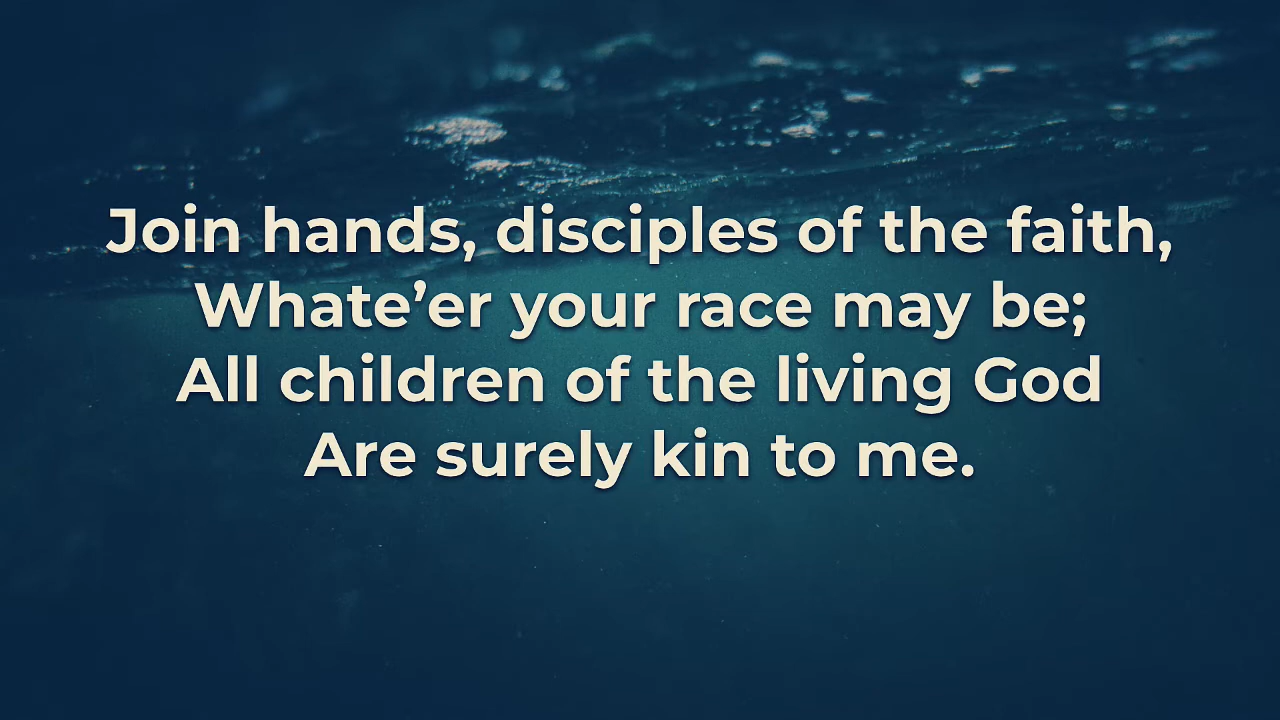 Join hands, disciples of the faith,
Whate’er your race may be;
All children of the living God
Are surely kin to me.